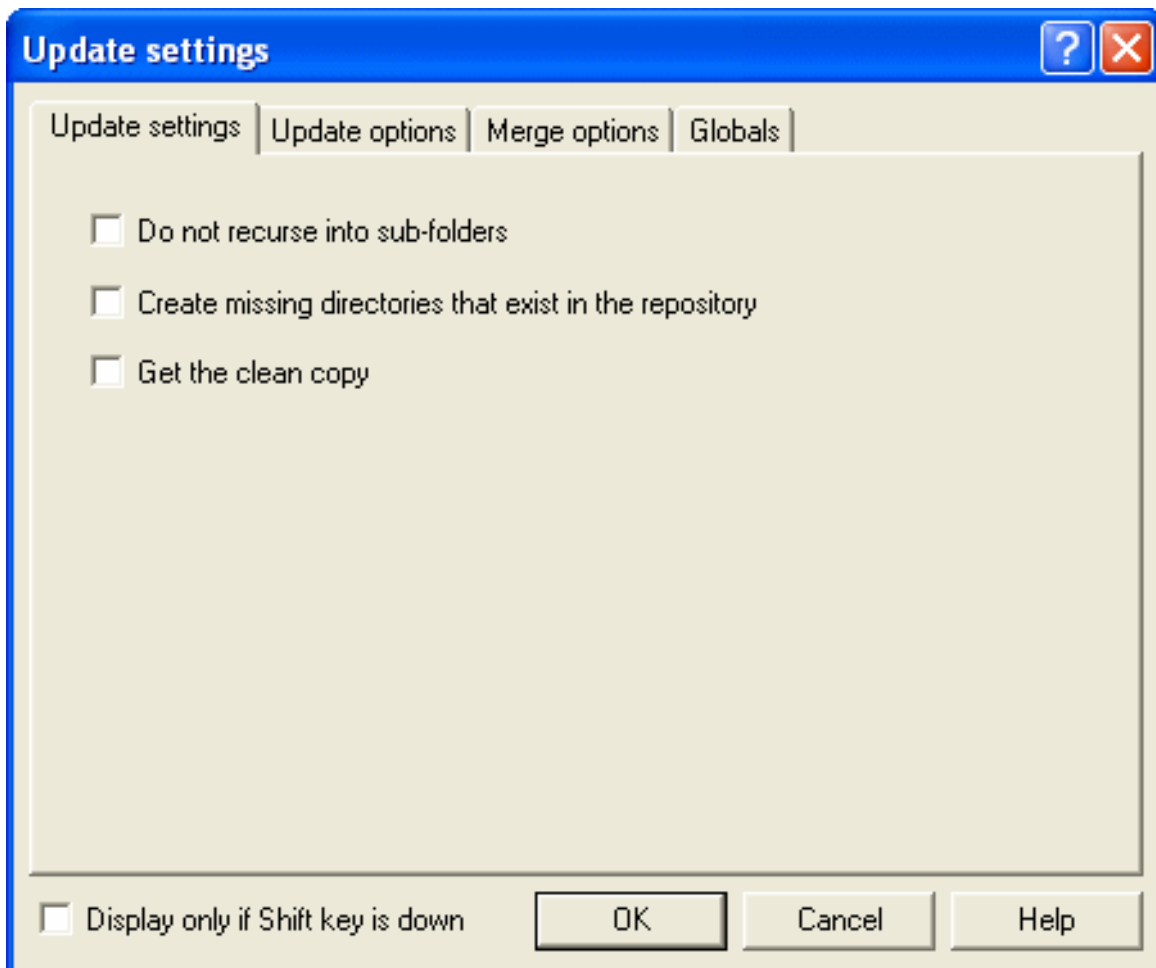 Update settings
?
Update settings Update options Merge options Globals
Do not recurse into sub-folders
Create missing directories that exist in the repository
Get the clean copy
Display only if Shift key is down OK Cancel Help